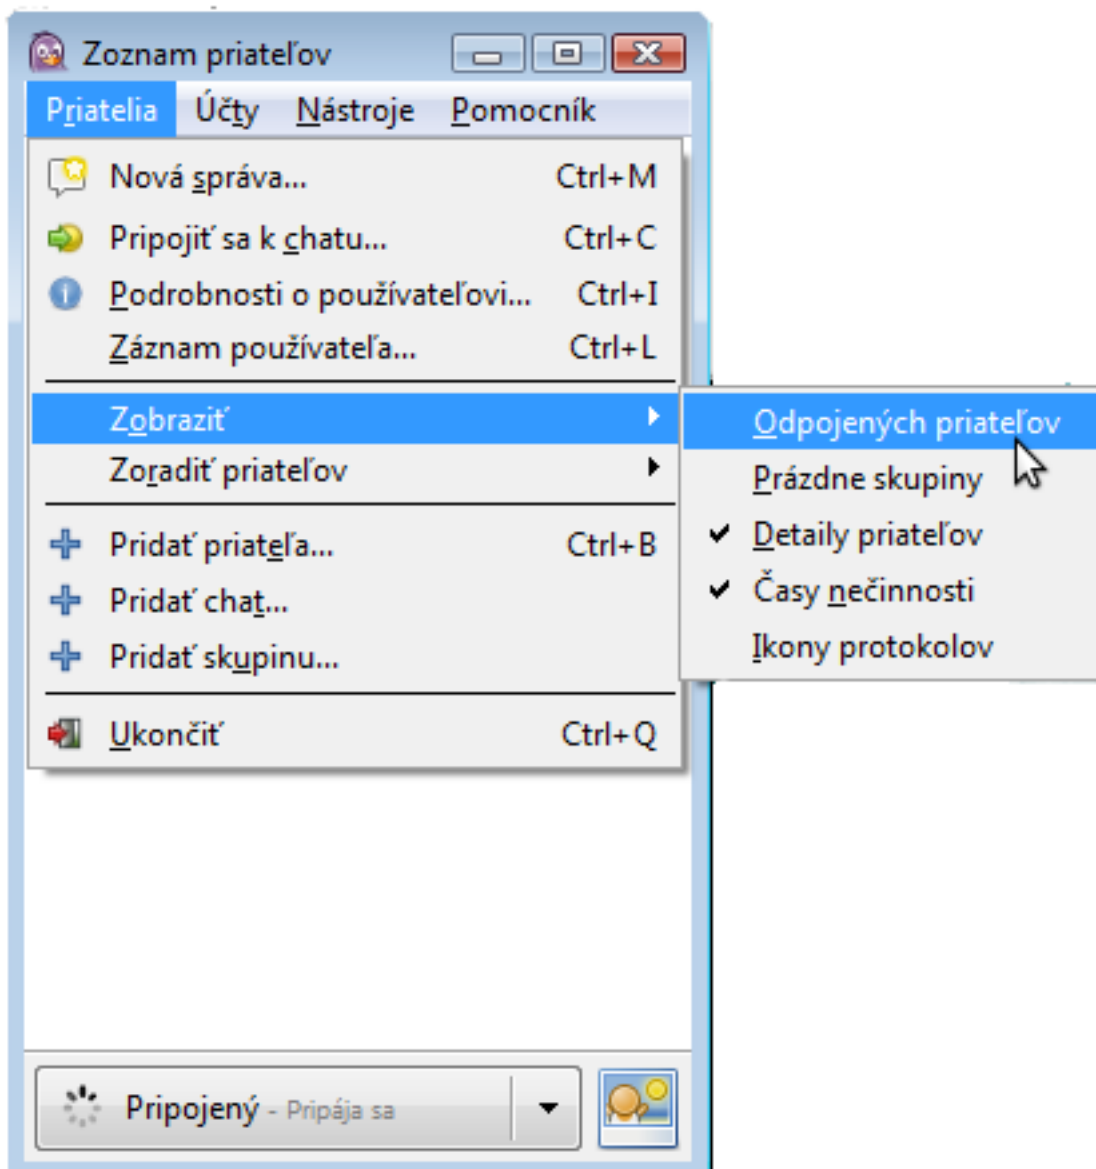 Zoznam priateľov
Priatelia Účty Nástroje Pomocník
Nová správa... Ctrl+M
Pripojiť sa k chatu... Ctrl+C
Podrobnosti o používateľovi... Ctrl+I
Záznam používateľa... Ctrl+L
Zobraziť
Zoradiť priateľov
Pridať priateľa... Ctrl+B
Pridať chat...
Pridať skupinu...
Ukončiť Ctrl+Q
Odpojených priateľov
Prázdne skupiny
Detaily priateľov
Časy nečinnosti
Ikony protokolov
Pripojený - Pripája sa